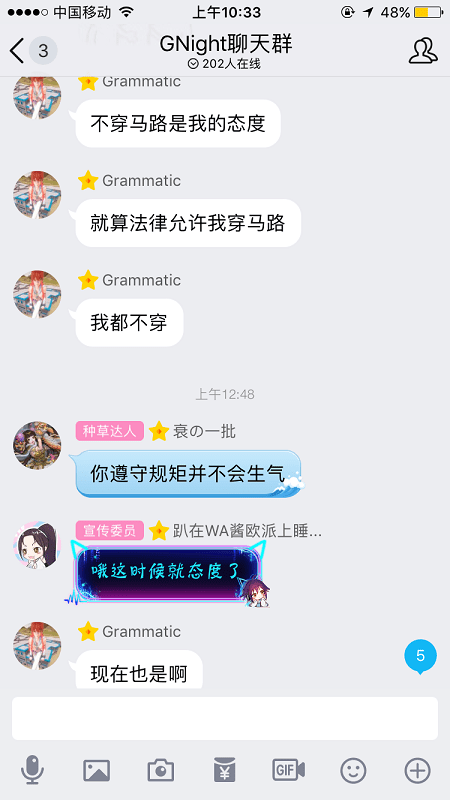 中国移动 上午10:33 48%
3 GNight聊天群
202人在线
Grammatic
不穿马路是我的态度
Grammatic
就算法律允许我穿马路
Grammatic
我都不穿
上午12:48
种草达人 衰の一批
你遵守规矩并不会生气
宣传委员 趴在WA酱欧派上睡...
哦这时候就态度了
Grammatic
现在也是啊
5
GIF